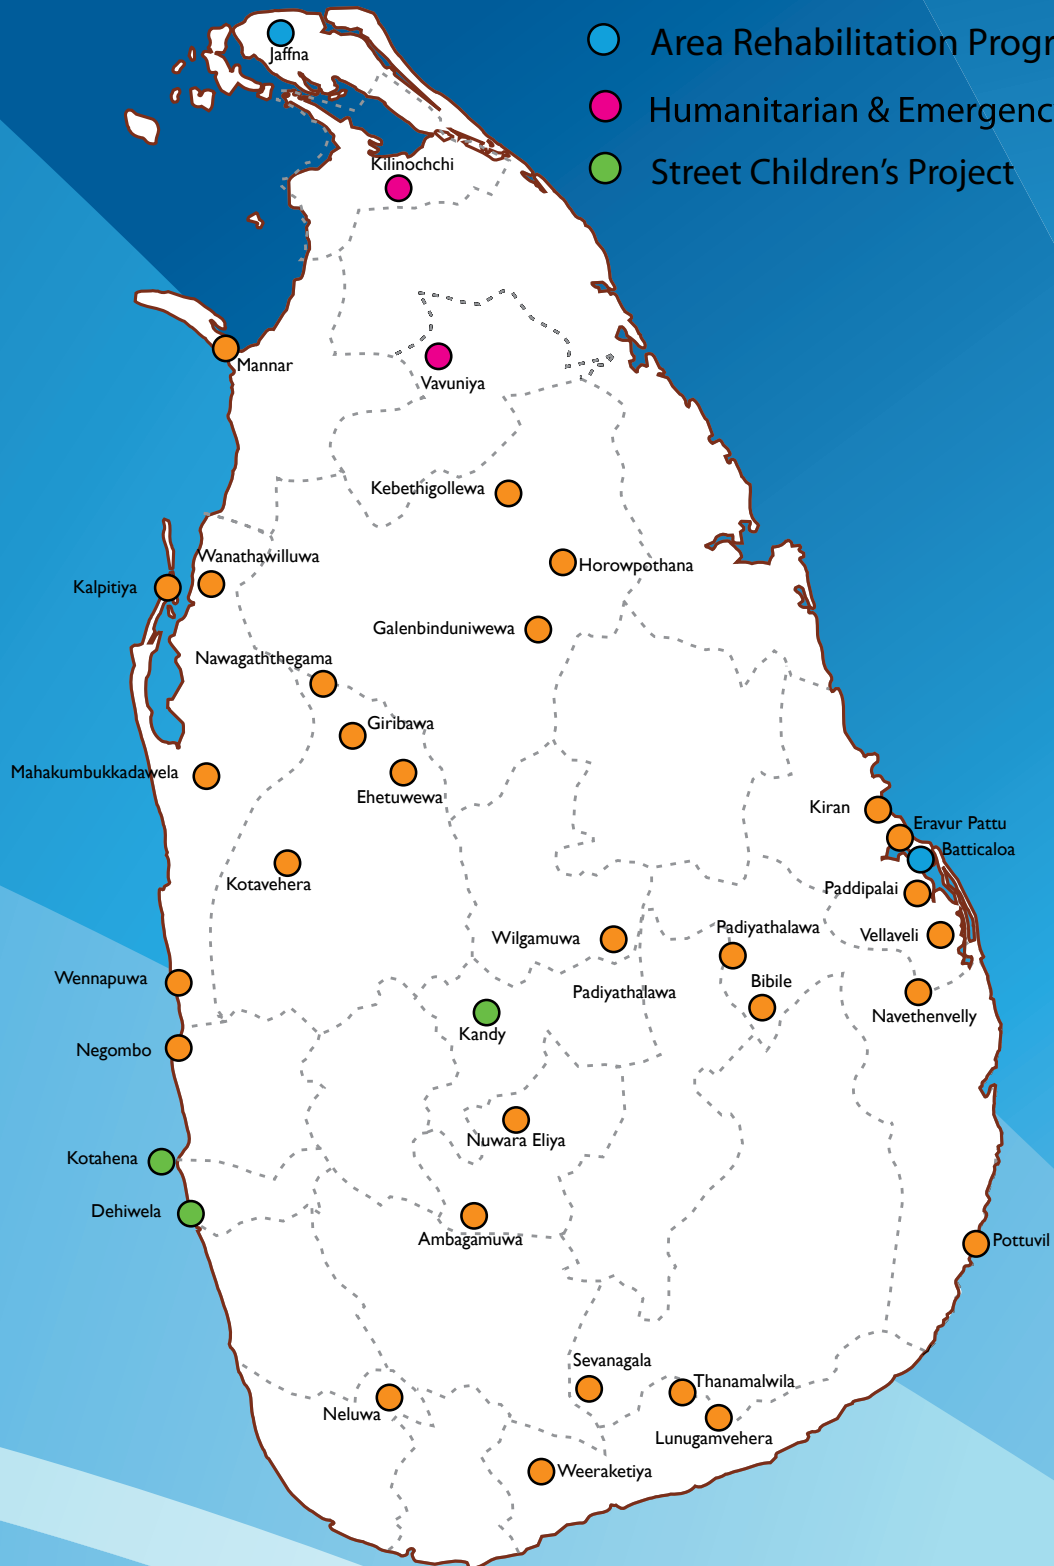 Jaffna
Area Rehabilitation Progr
Humanitarian & Emergenc
Kilinochchi
Street Children's Project
Mannar
Vavuniya
Kebethigollewa
Wanathawilluwa
Horowpothana
Kalpitiya
Galenbinduniwewa
Nawagaththegama
Giribawa
Mahakumbukkadawela
Ehetuwewa
Kiran
Eravur Pattu
Batticaloa
Kotavehera
Paddipalai
Padiyathalawa
Vellaveli
Wilgamuwa
Wennapuwa
Bibile
Padiyathalawa
Navethenvelly
Kandy
Negombo
Nuwara Eliya
Kotahena
Dehiwela
Ambagamuwa
Pottuvil
Sevanagala
Thanamalwila
Neluwa
Lunugamvehera
Weeraketiya